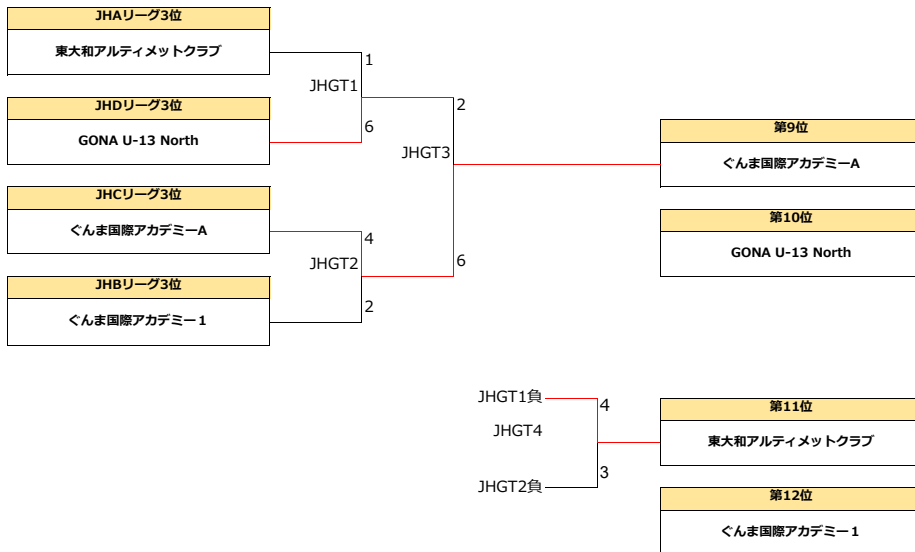 JHAリーグ3位
東大和アルティメットクラブ
1
JHGT1
JHDリーグ3位
6
GONA U-13 North
2
JHGT3
第9位
ぐんま国際アカデミーA
JHCリーグ3位
ぐんま国際アカデミーA
4
JHGT2
6
第10位
GONA U-13 North
JHBリーグ3位
2
ぐんま国際アカデミー１
JHGT1負
4
JHGT4
第11位
東大和アルティメットクラブ
3
JHGT2負
第12位
ぐんま国際アカデミー１